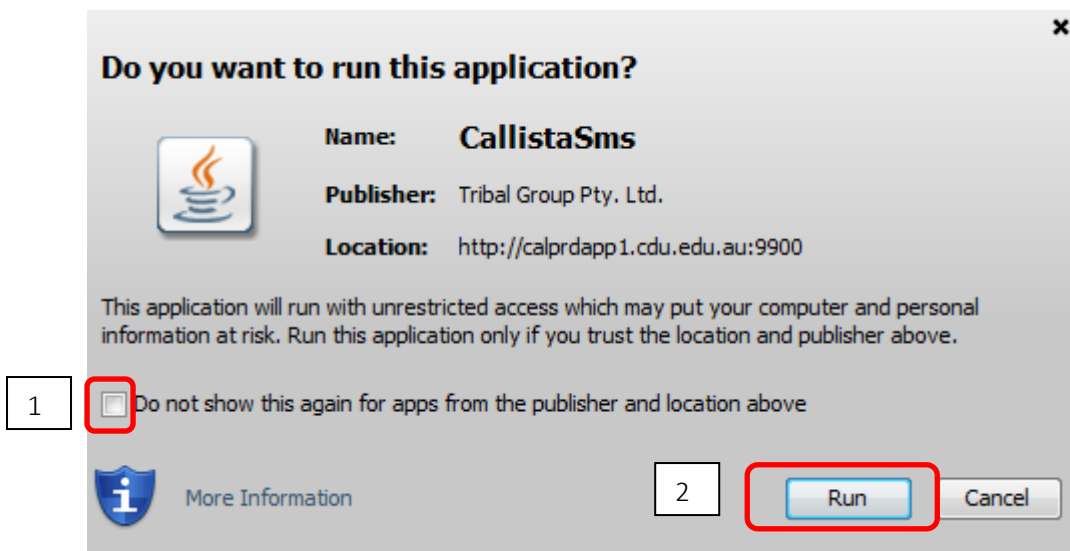 Do you want to run this application?
Name: CallistaSms
Publisher: Tribal Group Pty. Ltd.
Location: http://calprdapp1.cdu.edu.au:9900
This application will run with unrestricted access which may put your computer and personal
information at risk. Run this application only if you trust the location and publisher above.
1 Do not show this again for apps from the publisher and location above
More Information 2 Run Cancel